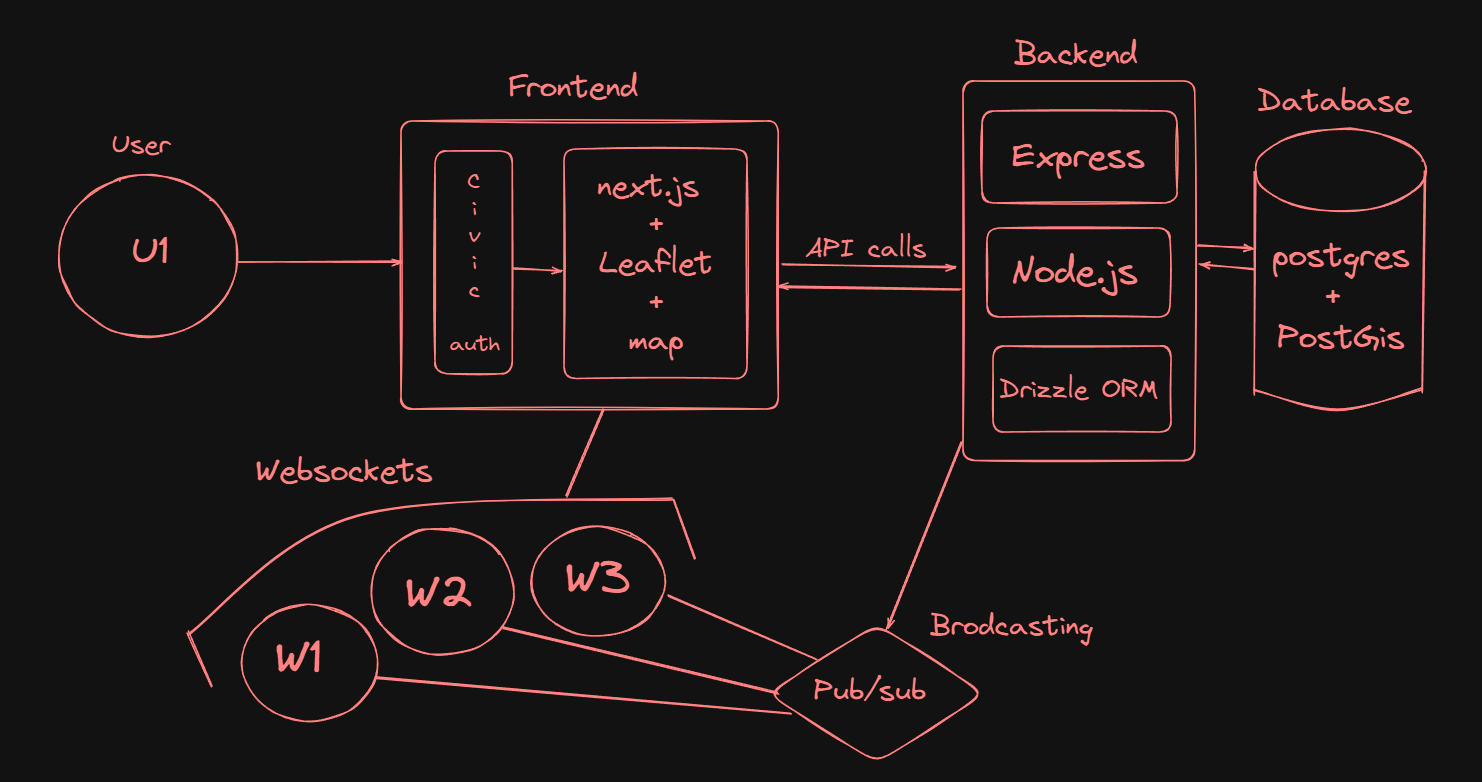 User
U1
Frontend
c
i
v
i
c
auth
next.js
+
Leaflet
+
map
API calls
Backend
Express
Node.js
Drizzle ORM
Database
postgres
+
PostGis
Websockets
W1
W2
W3
Brodcasting
Pub/sub